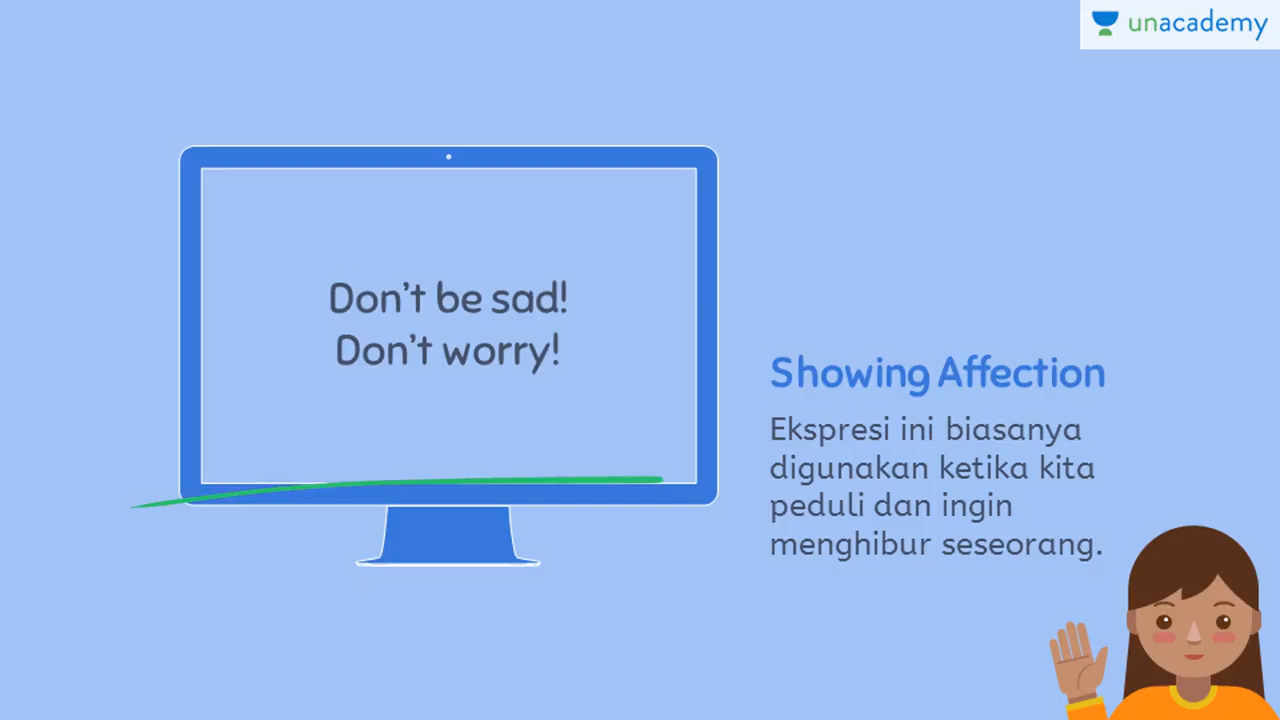 unacademy
Don't be sad!
Don't worry!
Showing Affection
Ekspresi ini biasanya
digunakan ketika kita
peduli dan ingin
menghibur seseorang.